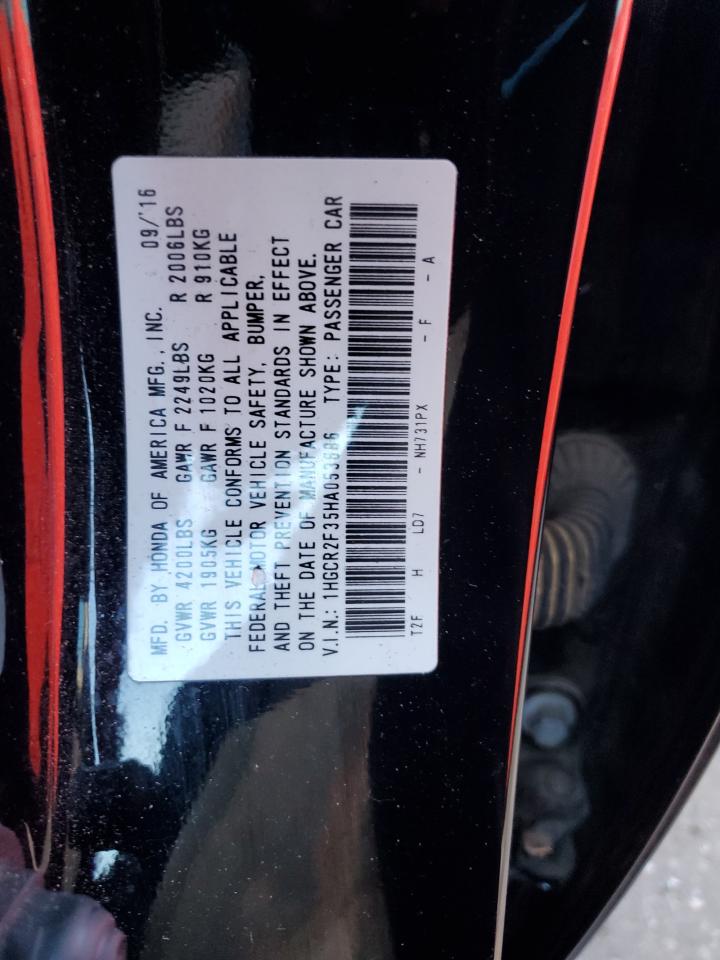 MFD. BY HONDA OF AMERICA MFG., INC. 09/'16
GVWR 4200LBS GAWR F 2249LBS R 2006LBS
GVWR 1905KG GAWR F 1020KG R 910KG
THIS VEHICLE CONFORMS TO ALL APPLICABLE
FEDERAL MOTOR VEHICLE SAFETY, BUMPER,
AND THEFT PREVENTION STANDARDS IN EFFECT
ON THE DATE OF MANUFACTURE SHOWN ABOVE.
V.I.N.: 1HGCR2F35HA053686 TYPE: PASSENGER CAR
T2F H LD7 - NH731PX - F - A